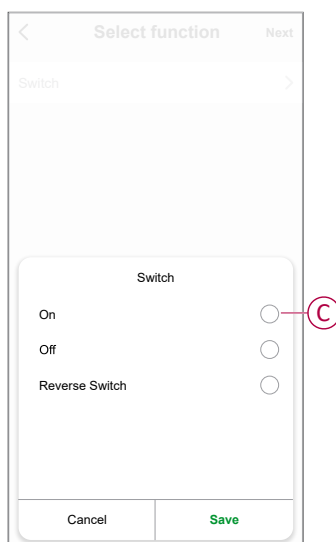 Select function Next
Switch
Switch
On
C
Off
Reverse Switch
Cancel Save